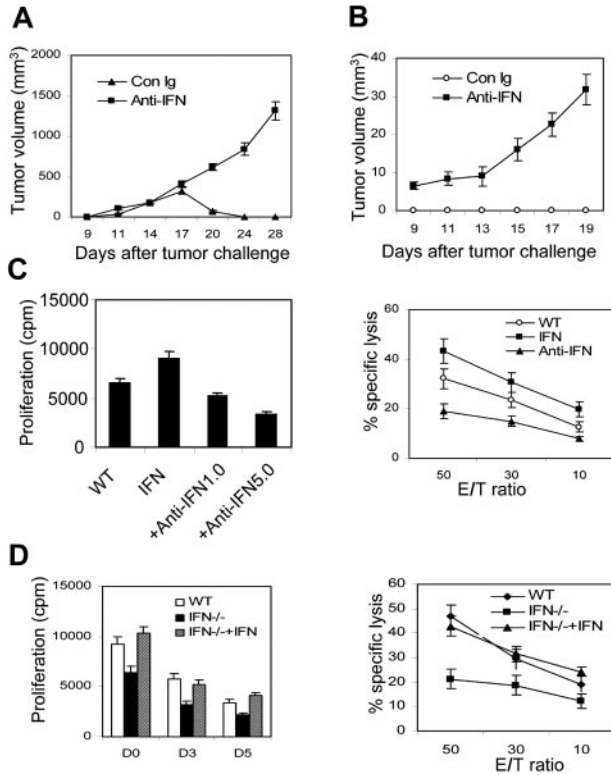 A
Tumor volume (mm³)
2000
1500
1000
500
0
Con Ig
Anti-IFN
9 11 14 17 20 24 28
Days after tumor challenge
B
Tumor volume (mm³)
40
30
20
10
0
Con Ig
Anti-IFN
9 11 13 15 17 19
Days after tumor challenge
C
Proliferation (cpm)
15000
10000
5000
0
WT
IFN
+Anti-IFN1.0
+Anti-IFN5.0
% specific lysis
60
40
20
0
WT
IFN
Anti-IFN
50 30 10
E/T ratio
D
Proliferation (cpm)
15000
10000
5000
0
WT
IFN-/-
IFN-/-+IFN
D0 D3 D5
% specific lysis
60
50
40
30
20
10
0
WT
IFN-/-
IFN-/-+IFN
50 30 10
E/T ratio